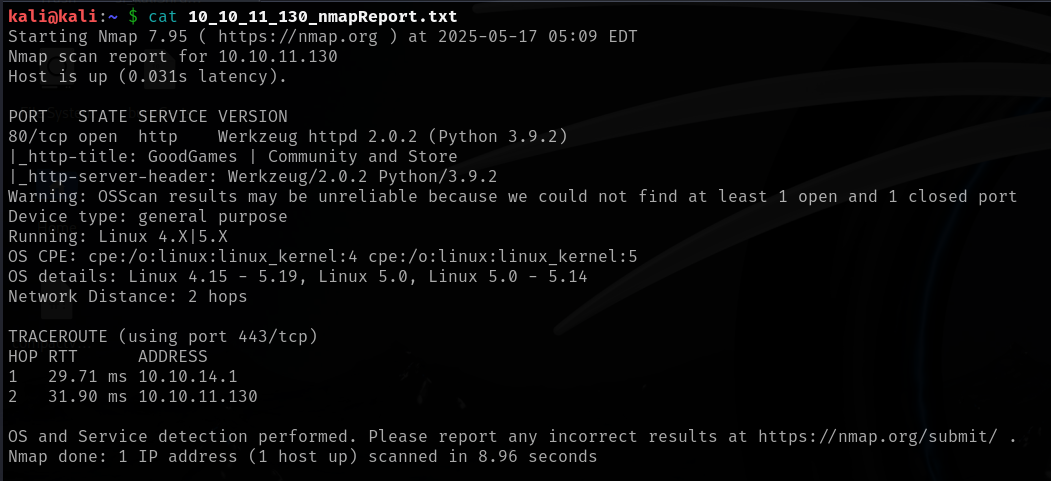 kali@kali:~ $ cat 10_10_11_130_nmapReport.txt
Starting Nmap 7.95 ( https://nmap.org ) at 2025-05-17 05:09 EDT
Nmap scan report for 10.10.11.130
Host is up (0.031s latency).

PORT   STATE SERVICE VERSION
80/tcp open  http    Werkzeug httpd 2.0.2 (Python 3.9.2)
|_http-title: GoodGames | Community and Store
|_http-server-header: Werkzeug/2.0.2 Python/3.9.2
Warning: OSScan results may be unreliable because we could not find at least 1 open and 1 closed port
Device type: general purpose
Running: Linux 4.X|5.X
OS CPE: cpe:/o:linux:linux_kernel:4 cpe:/o:linux:linux_kernel:5
OS details: Linux 4.15 - 5.19, Linux 5.0, Linux 5.0 - 5.14
Network Distance: 2 hops

TRACEROUTE (using port 443/tcp)
HOP RTT      ADDRESS
1   29.71 ms 10.10.14.1
2   31.90 ms 10.10.11.130

OS and Service detection performed. Please report any incorrect results at https://nmap.org/submit/ .
Nmap done: 1 IP address (1 host up) scanned in 8.96 seconds